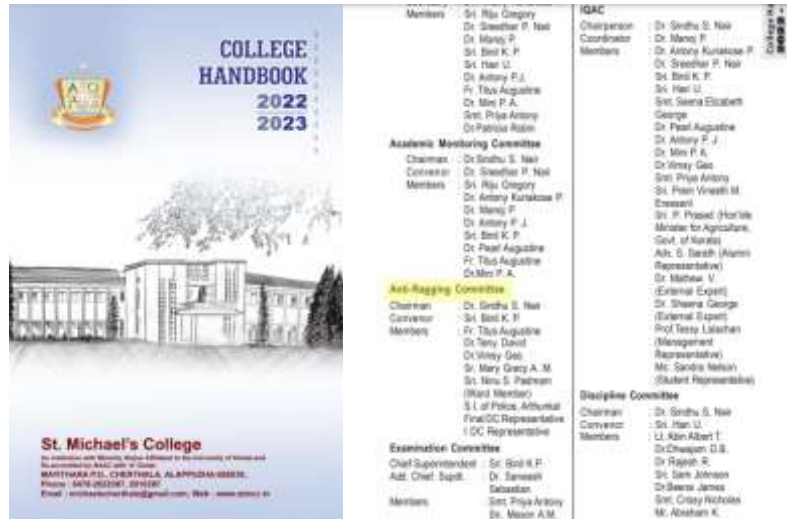 COLLEGE
HANDBOOK
2022
2023
St. Michael's College
MAYITHARA P.O., CHERTHALA, ALAPPUZHA-688539.
Members : Sri. Riju Gregory
Dr. Sreedhar P. Nair
Dr. Manoj P.
Sri. Binil K. P.
Sri. Hari U.
Dr. Antony P.J.
Fr. Titus Augustine
Dr. Mini P. A.
Smt. Priya Antony
Dr.Patricia Robin
Academic Monitoring Committee
Chairman : Dr.Sindhu S. Nair
Convenor : Dr. Sreedhar P. Nair
Members : Sri. Riju Gregory
Dr. Antony Kuriakose P.
Dr. Manoj P.
Dr. Antony P. J.
Sri. Binil K. P.
Dr. Pearl Augustine
Fr. Titus Augustine
Dr.Mini P. A.
Anti-Ragging Committee
Chairman : Dr. Sindhu S. Nair
Convenor : Sri. Binil K. P.
Members : Fr. Titus Augustine
Dr.Teny David
Dr.Vimsy Geo
Sr. Mary Gracy A. M.
Sri. Ninu S. Padmam
(Ward Member)
S.I. of Police, Arthunkal
Final DC Representative
I DC Representative
Examination Committee
Chief Superintendent : Sri. Binil K.P.
Add. Chief. Suptt. : Dr. Saneesh
Sebastian
Members : Smt. Priya Antony
IQAC
Chairperson : Dr. Sindhu S. Nair
Coordinator : Dr. Manoj P.
Members : Dr. Antony Kuriakose P.
Dr. Sreedhar P. Nair
Sri. Binil K. P.
Sri. Hari U.
Smt. Seena Elizabeth
George
Dr. Pearl Augustine
Dr. Antony P. J.
Dr. Mini P. A.
Dr.Vimsy Geo
Smt. Priya Antony
Sri. Prem Vineeth M.
Sri. P. Prasad (Hon'ble
Minister for Agriculture,
Govt. of Kerala)
Adv. S. Sarath (Alumni
Representative)
Dr. Mathew. V
(External Expert)
Dr. Sheena George
(External Expert)
(Management
Representative)
Ms. Sandra Nelson
(Student Representative)
Discipline Committee
Chairman : Dr. Sindhu S. Nair
Convenor : Sri. Hari U.
Members : Lt. Abin Albert T.
Dr.Dhwajan D.B.
Dr Rajesh R.
Sri. Sam Johnson
Dr.Beena James
Smt. Crissy Nicholas
Mr. Abraham K.